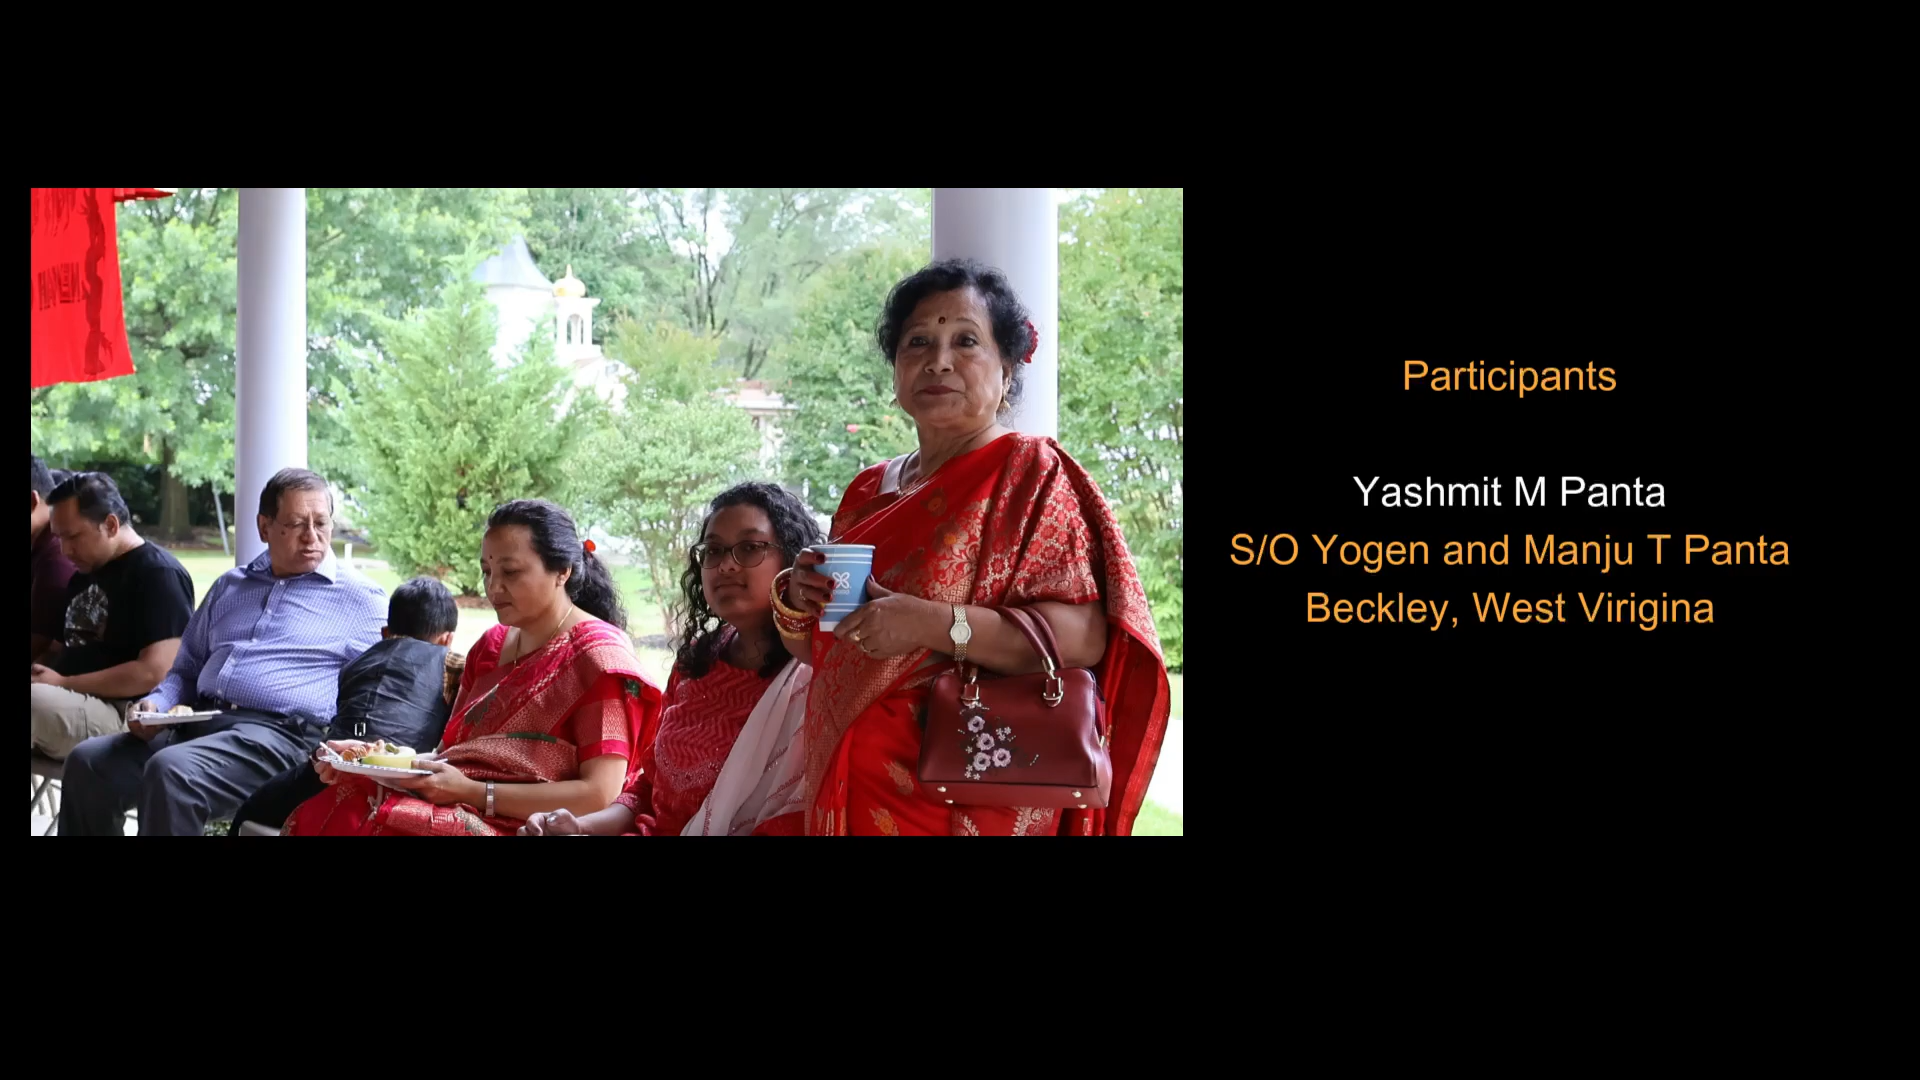 Participants
Yashmit M Panta
S/O Yogen and Manju T Panta
Beckley, West Virigina